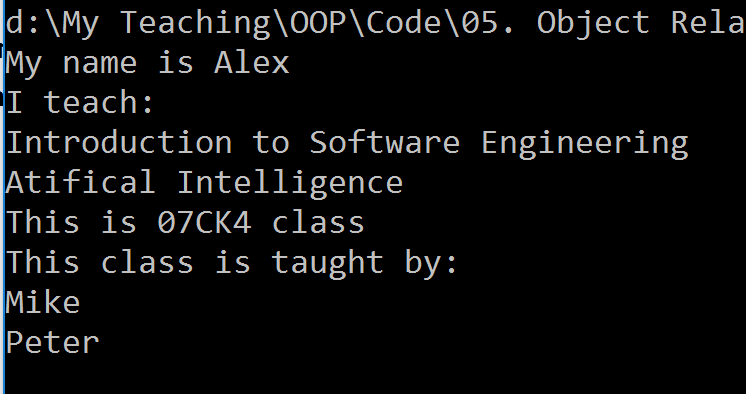 d:\My Teaching\OOP\Code\05. Object Rela
My name is Alex
I teach:
Introduction to Software Engineering
Atifical Intelligence
This is 07CK4 class
This class is taught by:
Mike
Peter